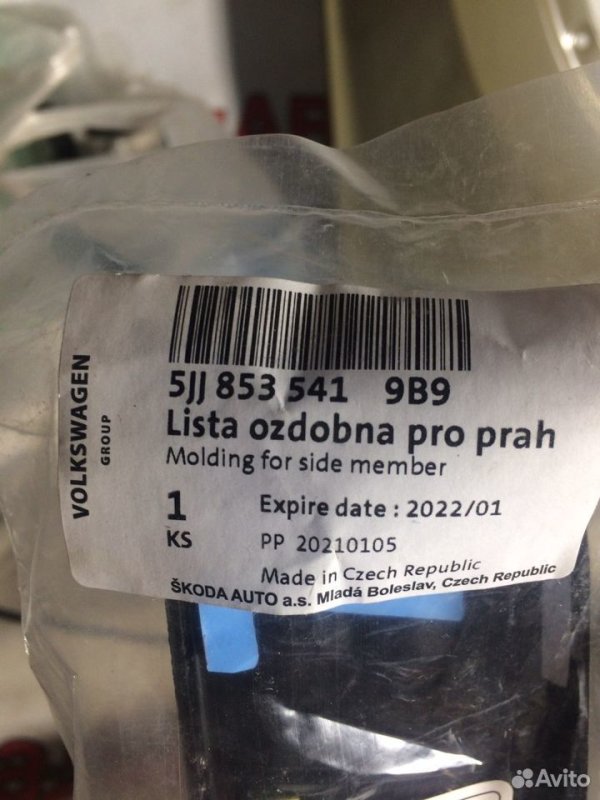 VOLKSWAGEN
GROUP
5JJ 853 541 9B9
Lista ozdobna pro prah
Molding for side member
1
KS
Expire date : 2022/01
PP 20210105
Made in Czech Republic
ŠKODA AUTO a.s. Mladá Boleslav, Czech Republic
Avito